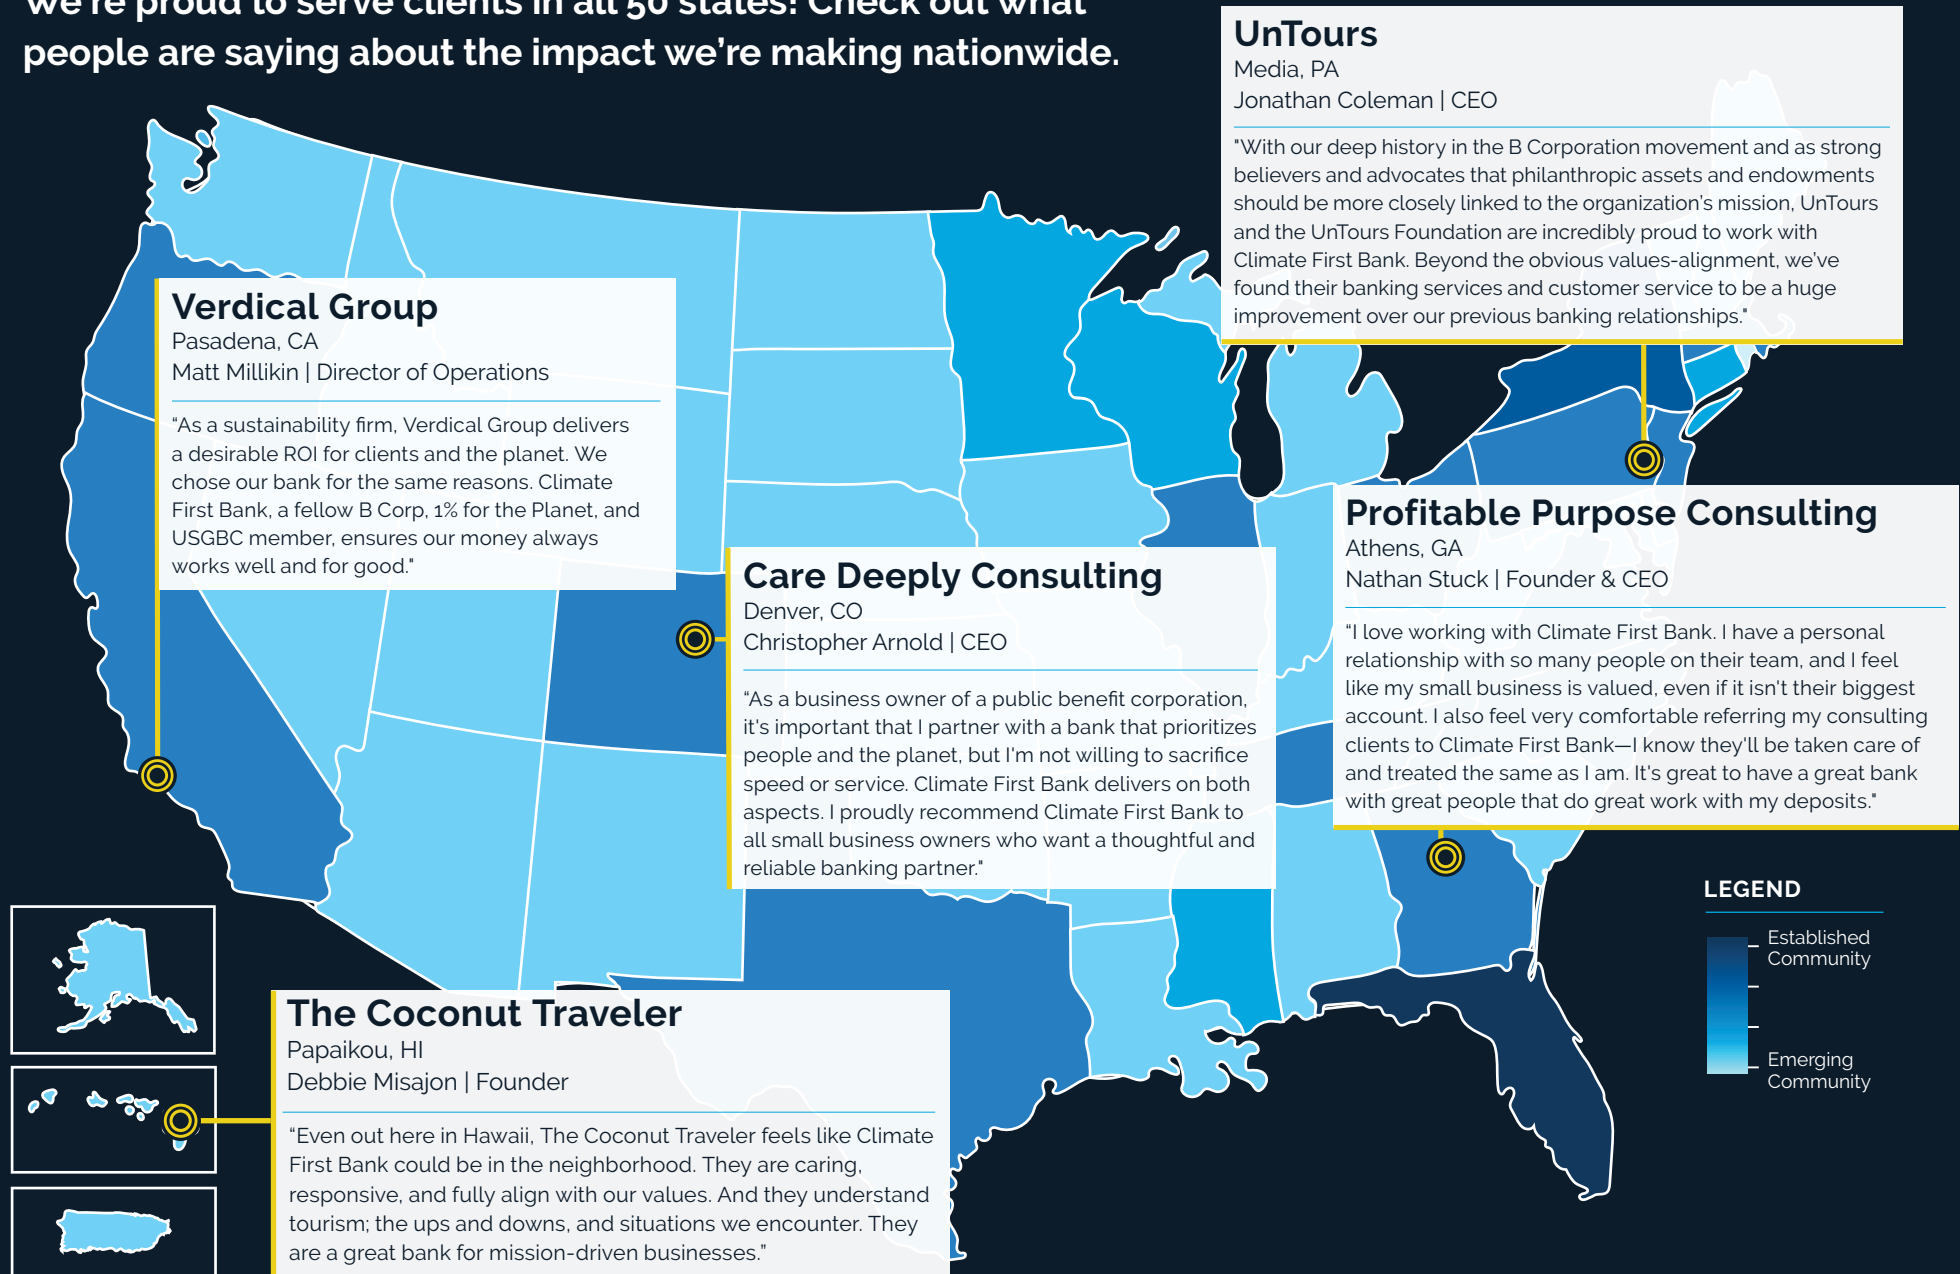 We're proud to serve clients in all 50 states! Check out what
people are saying about the impact we're making nationwide.
UnTours
Media, PA
Jonathan Coleman | CEO
"With our deep history in the B Corporation movement and as strong
believers and advocates that philanthropic assets and endowments
should be more closely linked to the organization's mission, UnTours
and the UnTours Foundation are incredibly proud to work with
Climate First Bank. Beyond the obvious values-alignment, we've
found their banking services and customer service to be a huge
improvement over our previous banking relationships."
Verdical Group
Pasadena, CA
Matt Millikin | Director of Operations
“As a sustainability firm, Verdical Group delivers
a desirable ROI for clients and the planet. We
chose our bank for the same reasons. Climate
First Bank, a fellow B Corp, 1% for the Planet, and
USGBC member, ensures our money always
works well and for good."
Care Deeply Consulting
Denver, CO
Christopher Arnold | CEO
“As a business owner of a public benefit corporation,
it's important that I partner with a bank that prioritizes
people and the planet, but I'm not willing to sacrifice
speed or service. Climate First Bank delivers on both
aspects. I proudly recommend Climate First Bank to
all small business owners who want a thoughtful and
reliable banking partner."
Profitable Purpose Consulting
Athens, GA
Nathan Stuck | Founder & CEO
“I love working with Climate First Bank. I have a personal
relationship with so many people on their team, and I feel
like my small business is valued, even if it isn't their biggest
account. I also feel very comfortable referring my consulting
clients to Climate First Bank—I know they'll be taken care of
and treated the same as I am. It's great to have a great bank
with great people that do great work with my deposits."
The Coconut Traveler
Papaikou, HI
Debbie Misajon | Founder
“Even out here in Hawaii, The Coconut Traveler feels like Climate
First Bank could be in the neighborhood. They are caring,
responsive, and fully align with our values. And they understand
tourism; the ups and downs, and situations we encounter. They
are a great bank for mission-driven businesses.”
LEGEND
Established
Community
Emerging
Community